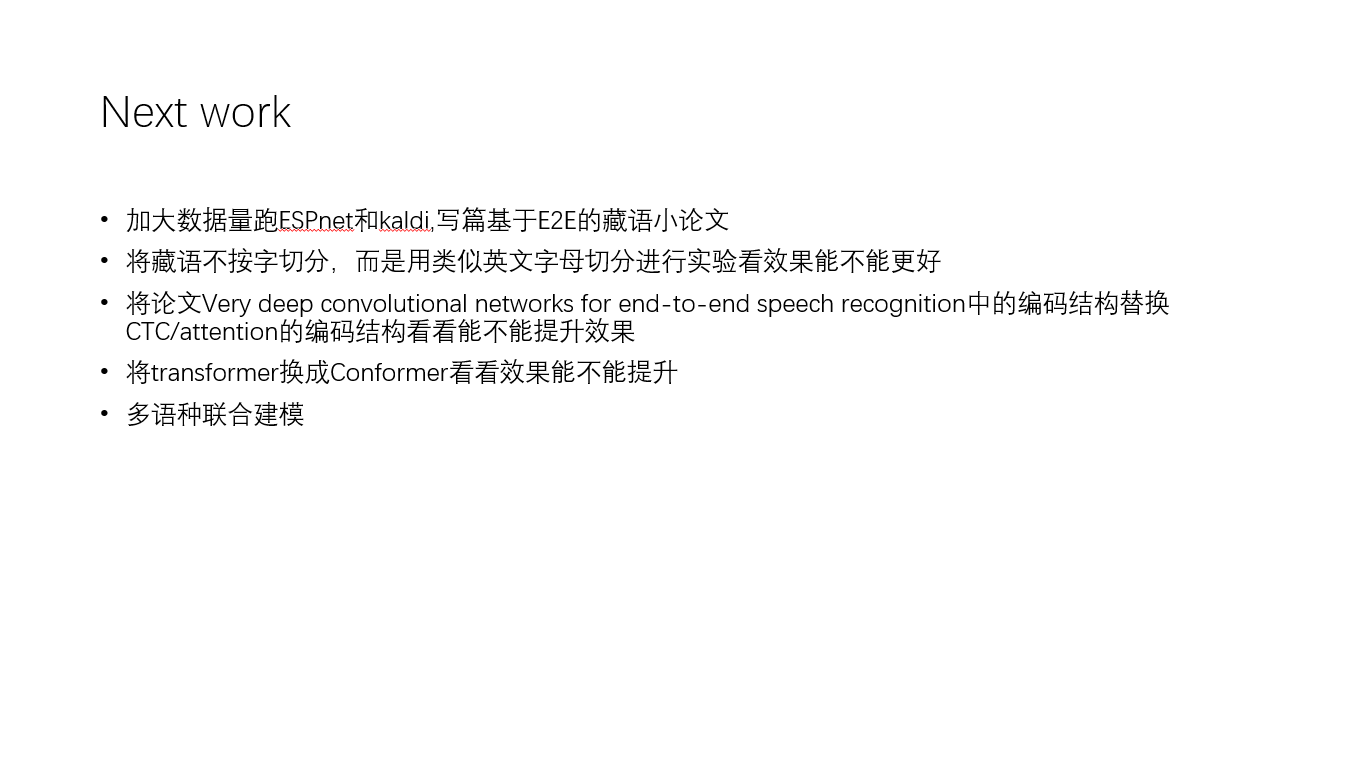 Next work
• 加大数据量跑ESPnet和kaldi,写篇基于E2E的藏语小论文
• 将藏语不按字切分，而是用类似英文字母切分进行实验看效果能不能更好
• 将论文Very deep convolutional networks for end-to-end speech recognition中的编码结构替换
CTC/attention的编码结构看看能不能提升效果
• 将transformer换成Conformer看看效果能不能提升
• 多语种联合建模